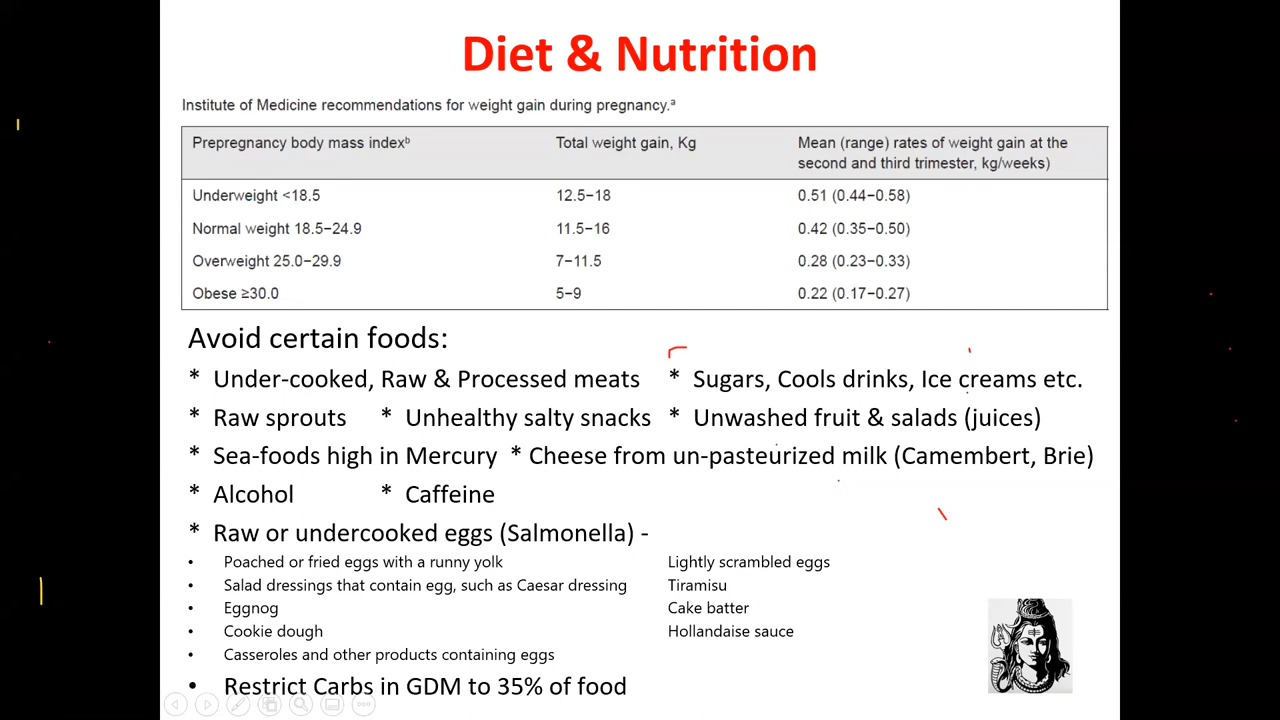 Diet & Nutrition
Institute of Medicine recommendations for weight gain during pregnancy.ª
Prepregnancy body mass indexᵇ Total weight gain, Kg Mean (range) rates of weight gain at the
second and third trimester, kg/weeks)
Underweight <18.5 12.5–18 0.51 (0.44–0.58)
Normal weight 18.5–24.9 11.5–16 0.42 (0.35–0.50)
Overweight 25.0–29.9 7–11.5 0.28 (0.23–0.33)
Obese ≥30.0 5–9 0.22 (0.17–0.27)
Avoid certain foods:
* Under-cooked, Raw & Processed meats * Sugars, Cools drinks, Ice creams etc.
* Raw sprouts * Unhealthy salty snacks * Unwashed fruit & salads (juices)
* Sea-foods high in Mercury * Cheese from un-pasteurized milk (Camembert, Brie)
* Alcohol * Caffeine
* Raw or undercooked eggs (Salmonella) -
• Poached or fried eggs with a runny yolk Lightly scrambled eggs
• Salad dressings that contain egg, such as Caesar dressing Tiramisu
• Eggnog Cake batter
• Cookie dough Hollandaise sauce
• Casseroles and other products containing eggs
• Restrict Carbs in GDM to 35% of food